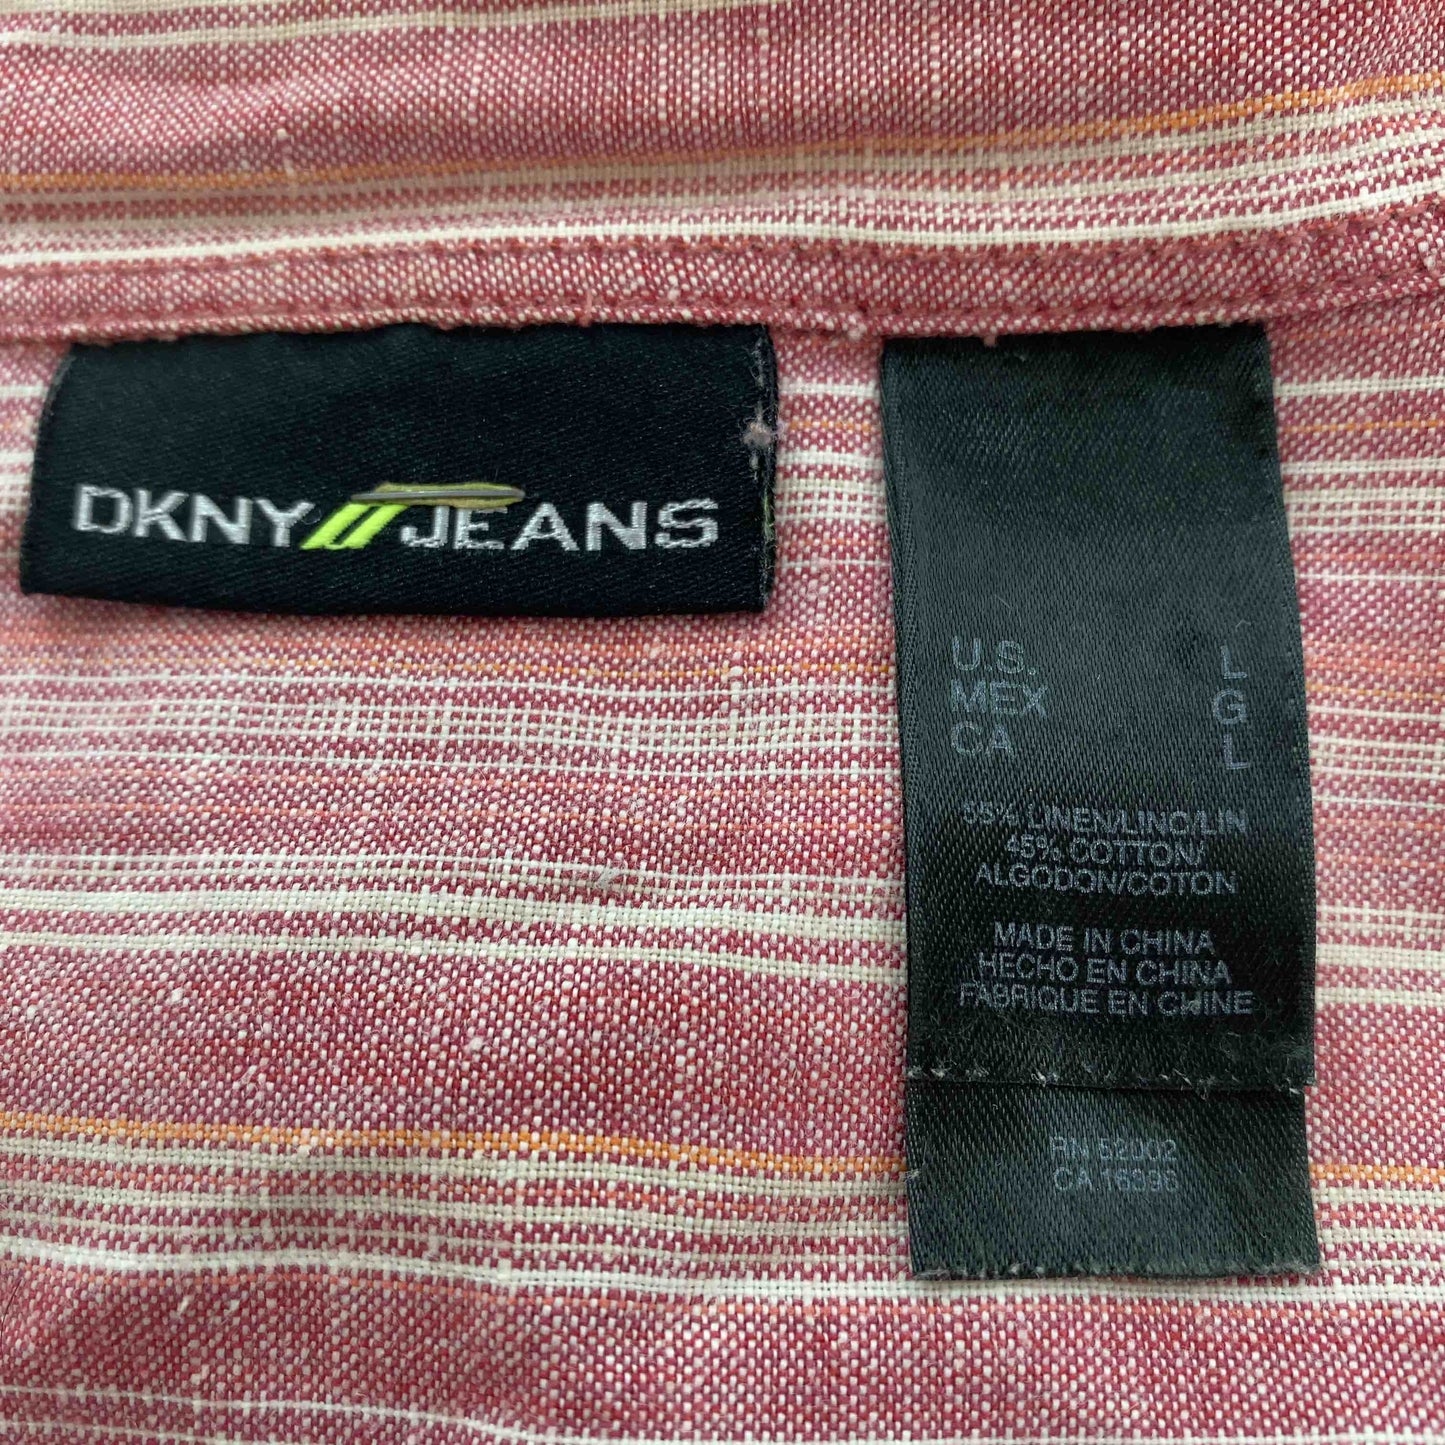 DKNY JEANS
U.S. L
MEX G
CA L
55% LINEN/LINO/LIN
45% COTTON/
ALGODON/COTON
MADE IN CHINA
HECHO EN CHINA
FABRIQUE EN CHINE
RN 52002
CA 16396